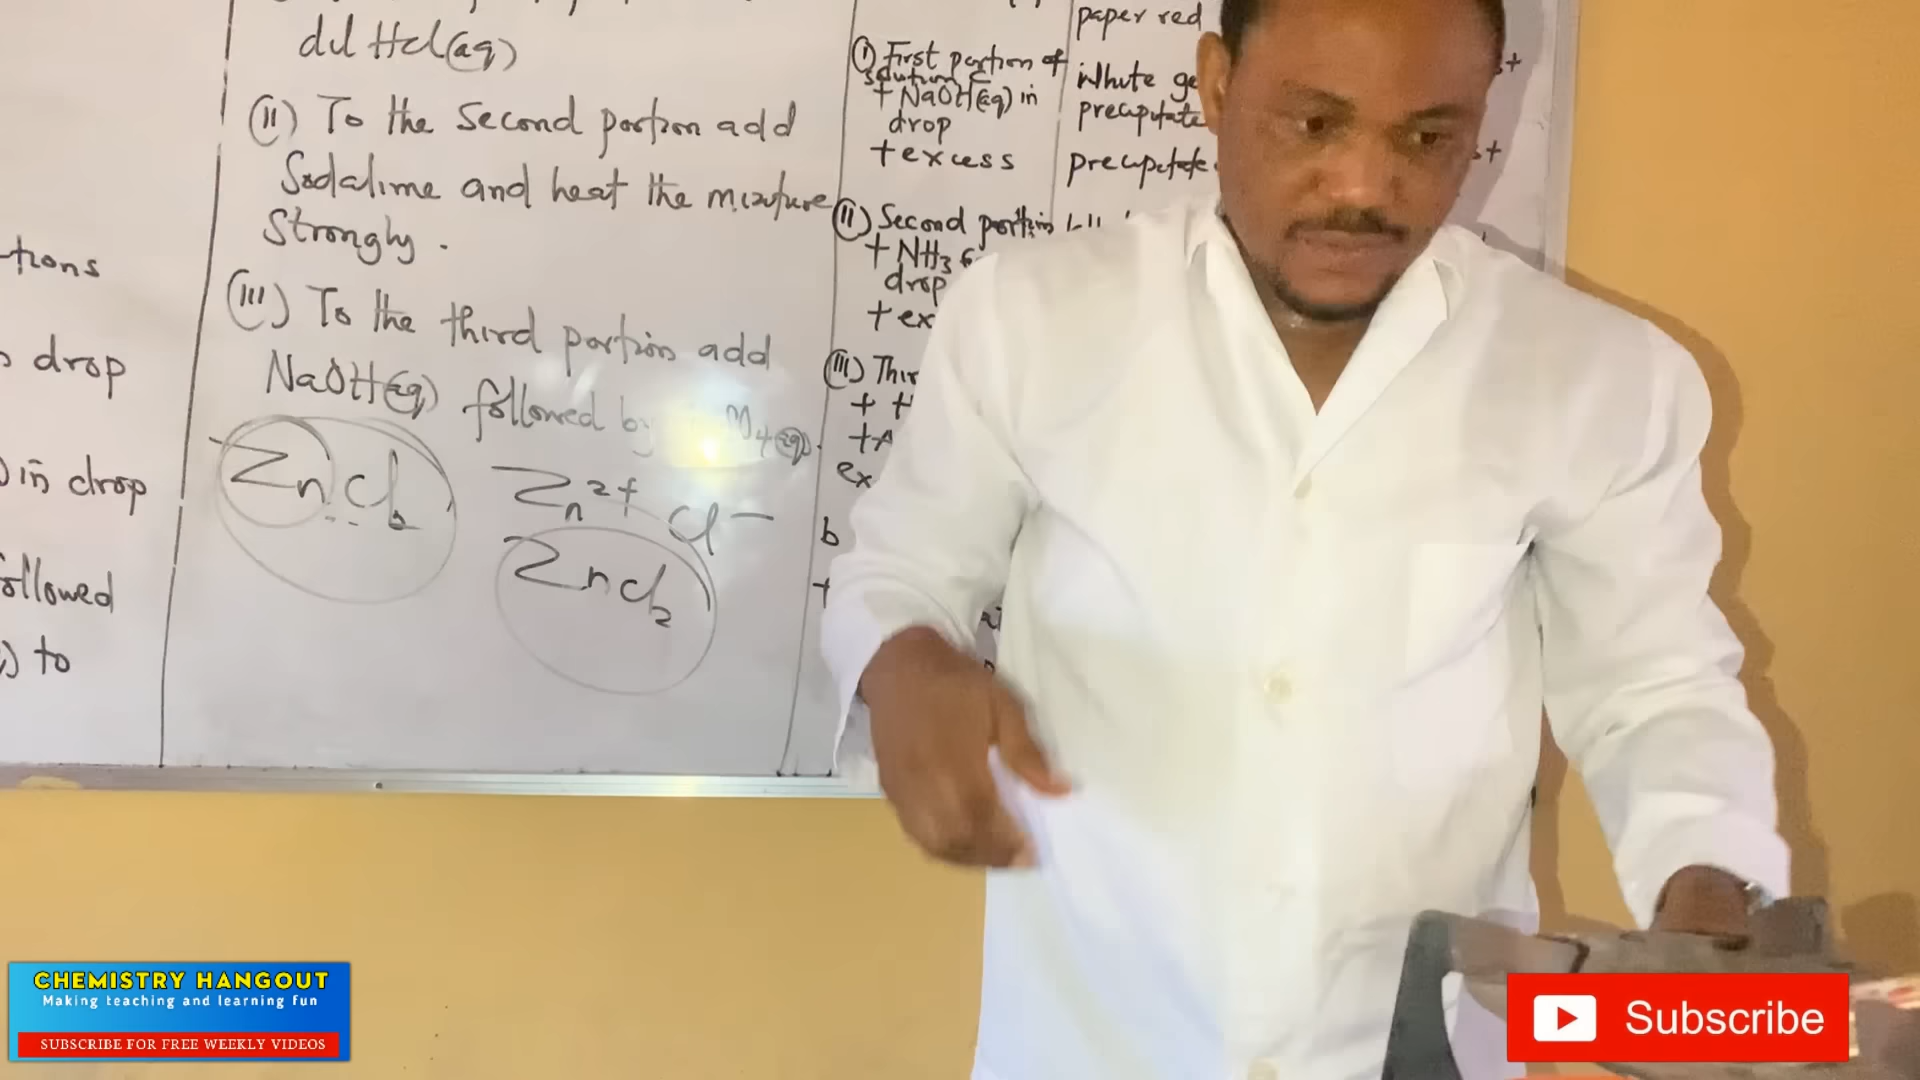 dil Hcl(aq)
(II) To the Second portion add
Sodalime and heat the mixture
Strongly.
(III) To the third portion add
NaOH(aq) followed by
ZnCl2
Zn2+ Cl-
ZnCl2
tions
drop
in drop
followed
to
paper red
(I) First portion of
solution C
+ NaOH(aq) in
drop
+ excess
White
precipitate
precipitate
(II) Second portion
+ NH3
drop
+
(III)
+
b
+
CHEMISTRY HANGOUT
Making teaching and learning fun
SUBSCRIBE FOR FREE WEEKLY VIDEOS
Subscribe